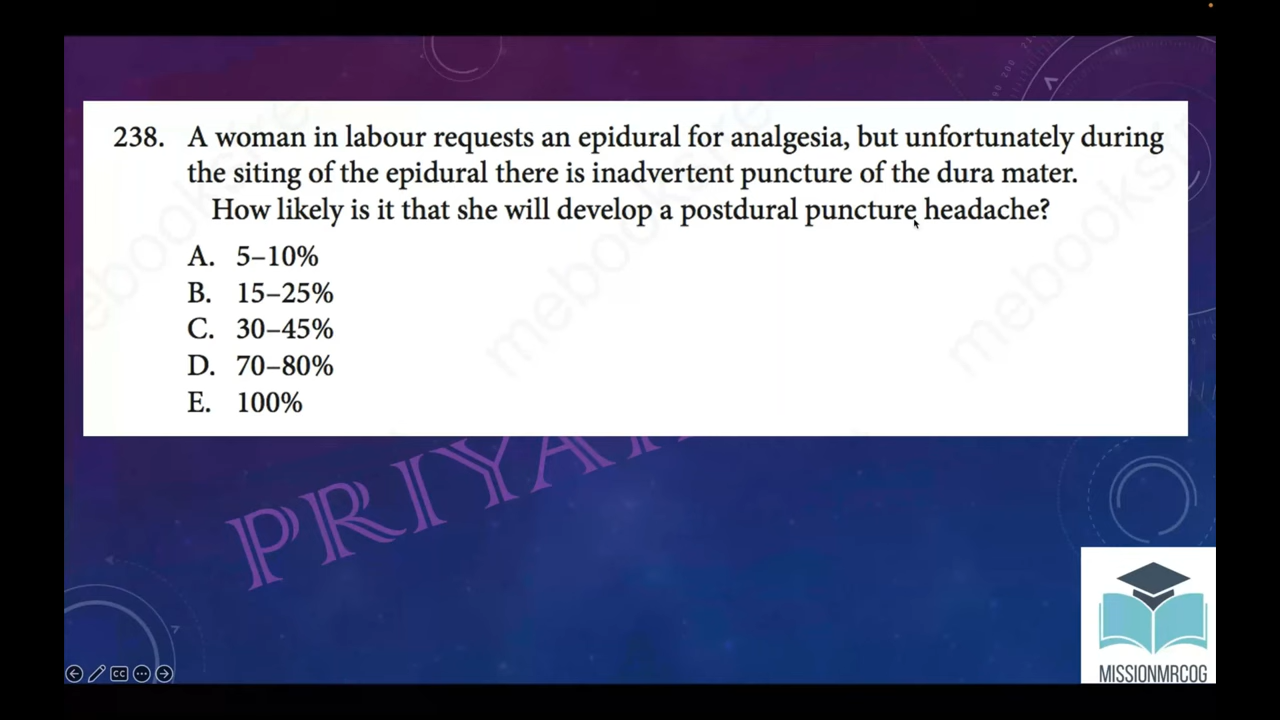 238. A woman in labour requests an epidural for analgesia, but unfortunately during
the siting of the epidural there is inadvertent puncture of the dura mater.
How likely is it that she will develop a postdural puncture headache?
A. 5–10%
B. 15–25%
C. 30–45%
D. 70–80%
E. 100%
MISSIONMRCOG